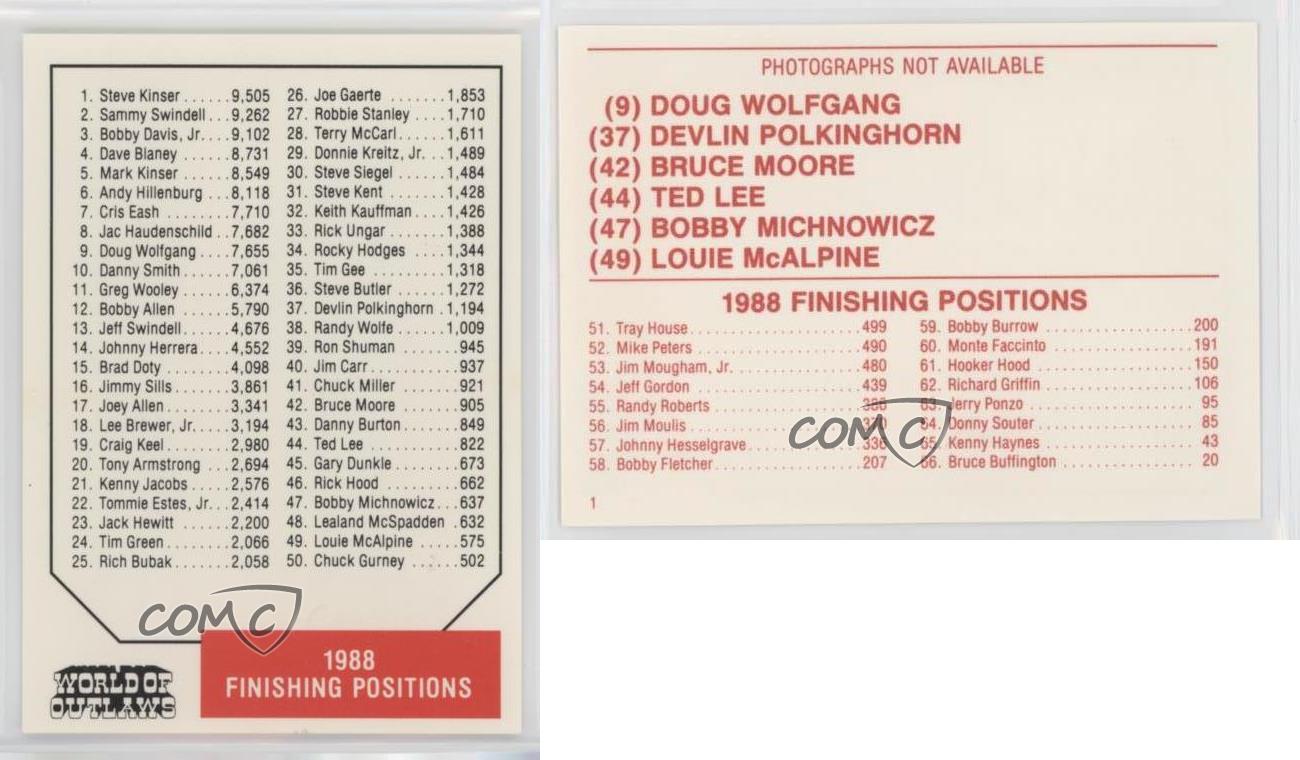 1. Steve Kinser ...... 9,505
2. Sammy Swindell .. 9,262
3. Bobby Davis, Jr. ... 9,102
4. Dave Blaney ...... 8,731
5. Mark Kinser ...... 8,549
6. Andy Hillenburg ... 8,118
7. Cris Eash ........ 7,710
8. Jac Haudenschild .. 7,682
9. Doug Wolfgang .... 7,655
10. Danny Smith ...... 7,061
11. Greg Wooley ...... 6,374
12. Bobby Allen ...... 5,790
13. Jeff Swindell ..... 4,676
14. Johnny Herrera .... 4,552
15. Brad Doty ........ 4,098
16. Jimmy Sills ....... 3,861
17. Joey Allen ........ 3,341
18. Lee Brewer, Jr. .... 3,194
19. Craig Keel ........ 2,980
20. Tony Armstrong ... 2,694
21. Kenny Jacobs ..... 2,576
22. Tommie Estes, Jr. .. 2,414
23. Jack Hewitt ...... 2,200
24. Tim Green ........ 2,066
25. Rich Bubak ....... 2,058
26. Joe Gaerte ....... 1,853
27. Robbie Stanley .... 1,710
28. Terry McCarl ...... 1,611
29. Donnie Kreitz, Jr. .. 1,489
30. Steve Siegel ...... 1,484
31. Steve Kent ....... 1,428
32. Keith Kauffman .... 1,426
33. Rick Ungar ....... 1,388
34. Rocky Hodges .... 1,344
35. Tim Gee ......... 1,318
36. Steve Butler ...... 1,272
37. Devlin Polkinghorn . 1,194
38. Randy Wolfe ..... 1,009
39. Ron Shuman ...... 945
40. Jim Carr .......... 937
41. Chuck Miller ...... 921
42. Bruce Moore ...... 905
43. Danny Burton ..... 849
44. Ted Lee .......... 822
45. Gary Dunkle ....... 673
46. Rick Hood ........ 662
47. Bobby Michnowicz ... 637
48. Lealand McSpadden . 632
49. Louie McAlpine ..... 575
50. Chuck Gurney ...... 502
COMC
1988
FINISHING POSITIONS
WORLD OF
OUTLAWS
PHOTOGRAPHS NOT AVAILABLE
(9) DOUG WOLFGANG
(37) DEVLIN POLKINGHORN
(42) BRUCE MOORE
(44) TED LEE
(47) BOBBY MICHNOWICZ
(49) LOUIE McALPINE
1988 FINISHING POSITIONS
51. Tray House .................... 499
52. Mike Peters .................... 490
53. Jim Mougham, Jr. ............... 480
54. Jeff Gordon .................... 439
55. Randy Roberts
56. Jim Moulis
57. Johnny Hesselgrave ............. 336
58. Bobby Fletcher .................. 207
59. Bobby Burrow .................. 200
60. Monte Faccinto ................. 191
61. Hooker Hood ................... 150
62. Richard Griffin .................. 106
63. Jerry Ponzo .................... 95
64. Donny Souter ................... 85
65. Kenny Haynes .................. 43
66. Bruce Buffington ................ 20
COMC
1